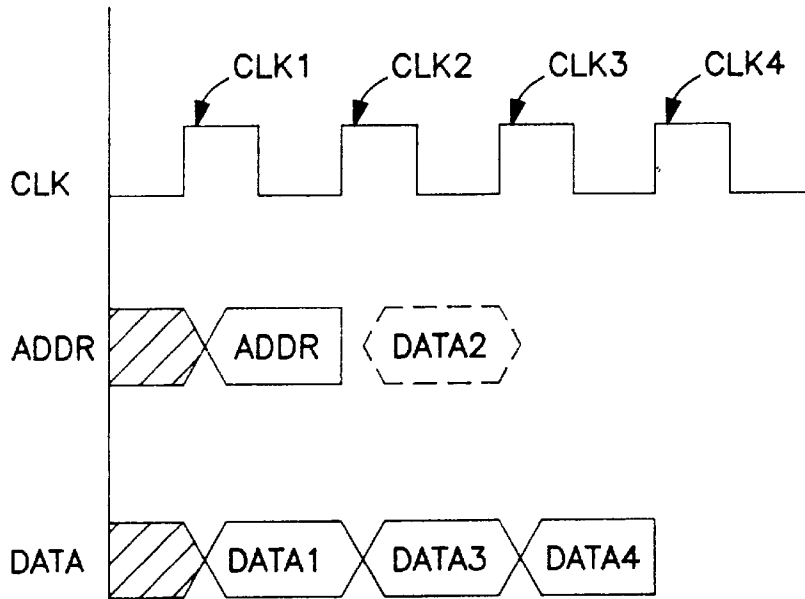 CLK1 CLK2 CLK3 CLK4
CLK
ADDR ADDR DATA2
DATA DATA1 DATA3 DATA4